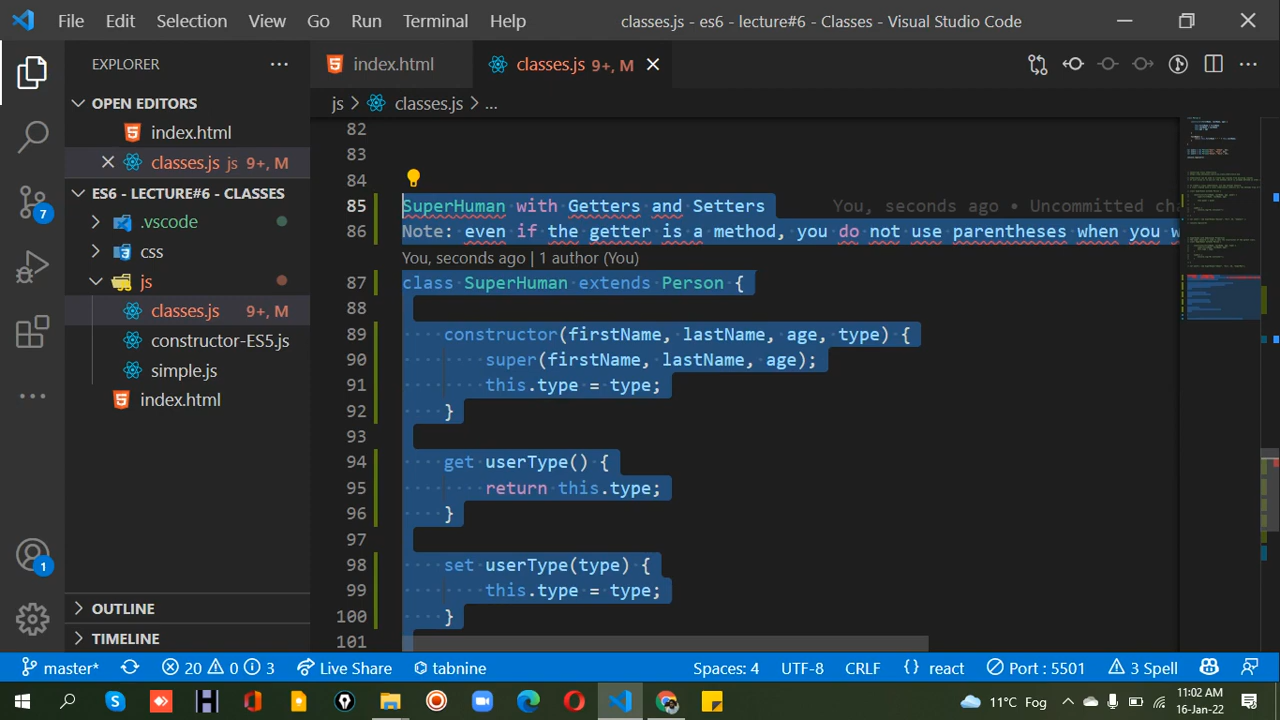 File Edit Selection View Go Run Terminal Help classes.js - es6 - lecture#6 - Classes - Visual Studio Code
EXPLORER
index.html
classes.js 9+, M
OPEN EDITORS
index.html
classes.js js 9+, M
ES6 - LECTURE#6 - CLASSES
.vscode
css
js
classes.js 9+, M
constructor-ES5.js
simple.js
index.html
OUTLINE
TIMELINE
7
1
js > classes.js > ...
82
83
84
85 SuperHuman with Getters and Setters You, seconds ago • Uncommitted ch
86 Note: even if the getter is a method, you do not use parentheses when you w
You, seconds ago | 1 author (You)
87 class SuperHuman extends Person {
88
89 constructor(firstName, lastName, age, type) {
90 super(firstName, lastName, age);
91 this.type = type;
92 }
93
94 get userType() {
95 return this.type;
96 }
97
98 set userType(type) {
99 this.type = type;
100 }
101
master* 20 0 3 Live Share tabnine Spaces: 4 UTF-8 CRLF {} react Port : 5501 3 Spell
11°C Fog
11:02 AM
16-Jan-22